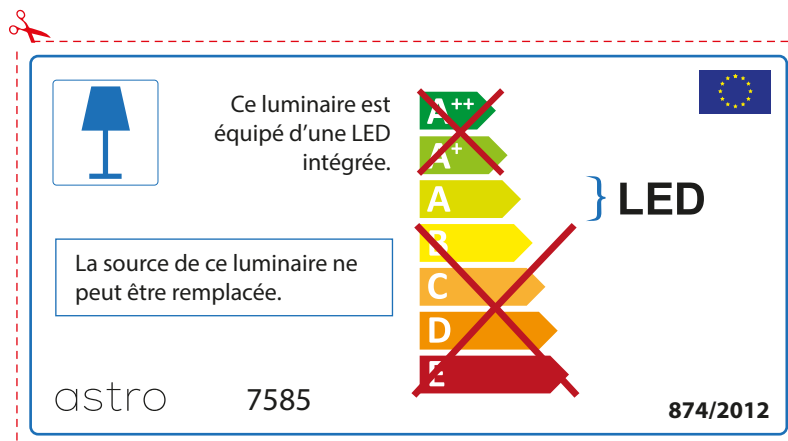 Ce luminaire est
équipé d’une LED
intégrée.
A++
A+
A
B
C
D
E
LED
La source de ce luminaire ne
peut être remplacée.
astro
7585
874/2012